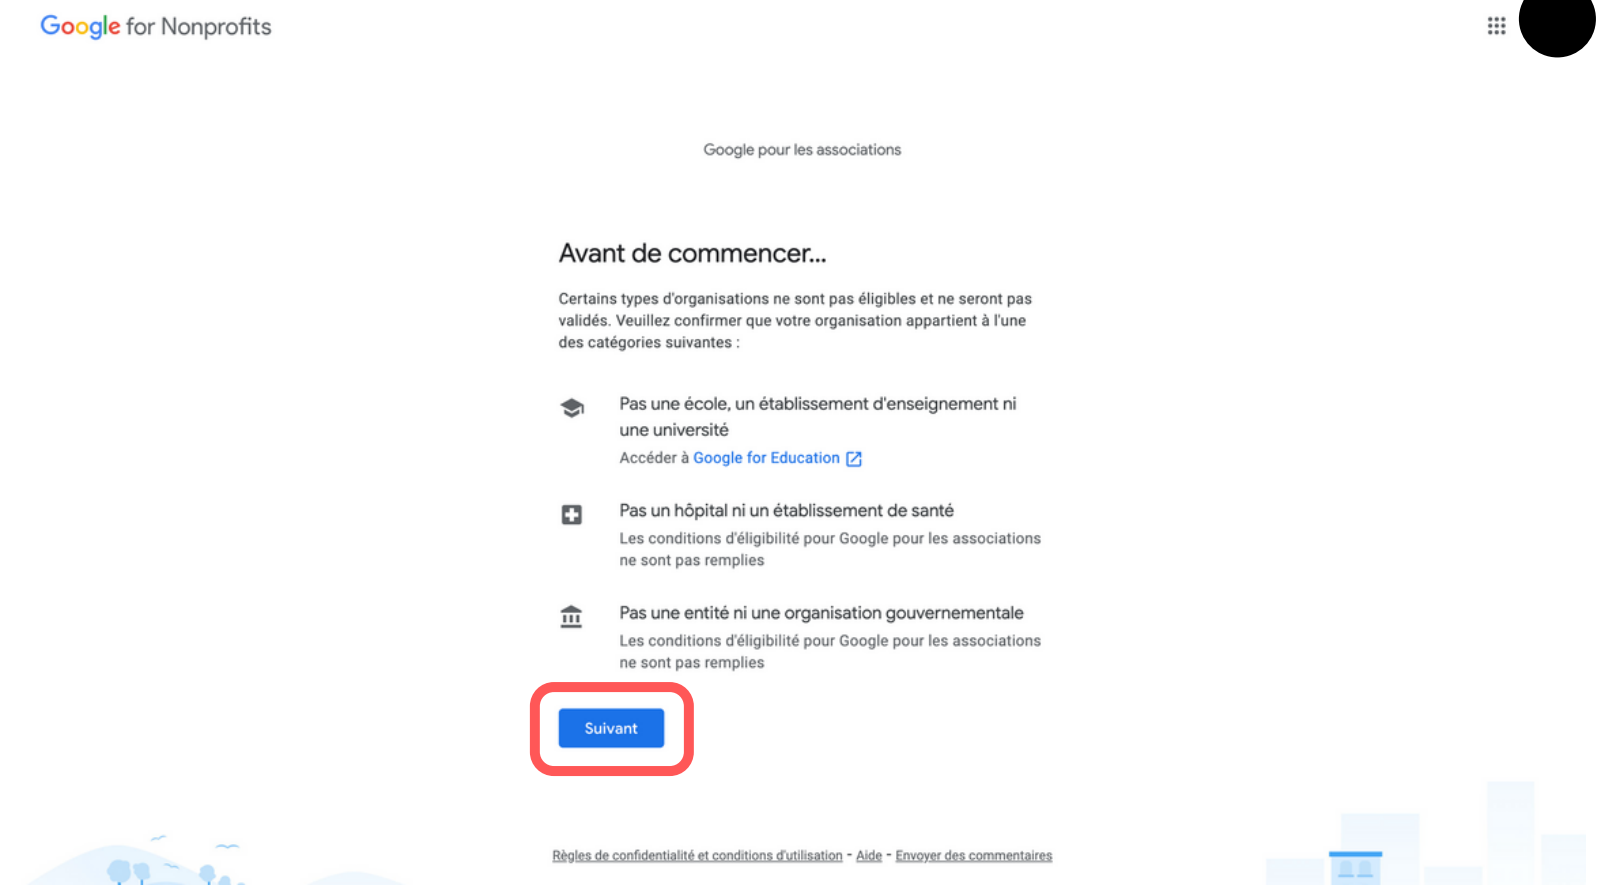 Google for Nonprofits
Google pour les associations
Avant de commencer...
Certains types d'organisations ne sont pas éligibles et ne seront pas
validés. Veuillez confirmer que votre organisation appartient à l'une
des catégories suivantes :
Pas une école, un établissement d'enseignement ni
une université
Accéder à Google for Education
Pas un hôpital ni un établissement de santé
Les conditions d'éligibilité pour Google pour les associations
ne sont pas remplies
Pas une entité ni une organisation gouvernementale
Les conditions d'éligibilité pour Google pour les associations
ne sont pas remplies
Suivant
Règles de confidentialité et conditions d'utilisation - Aide - Envoyer des commentaires